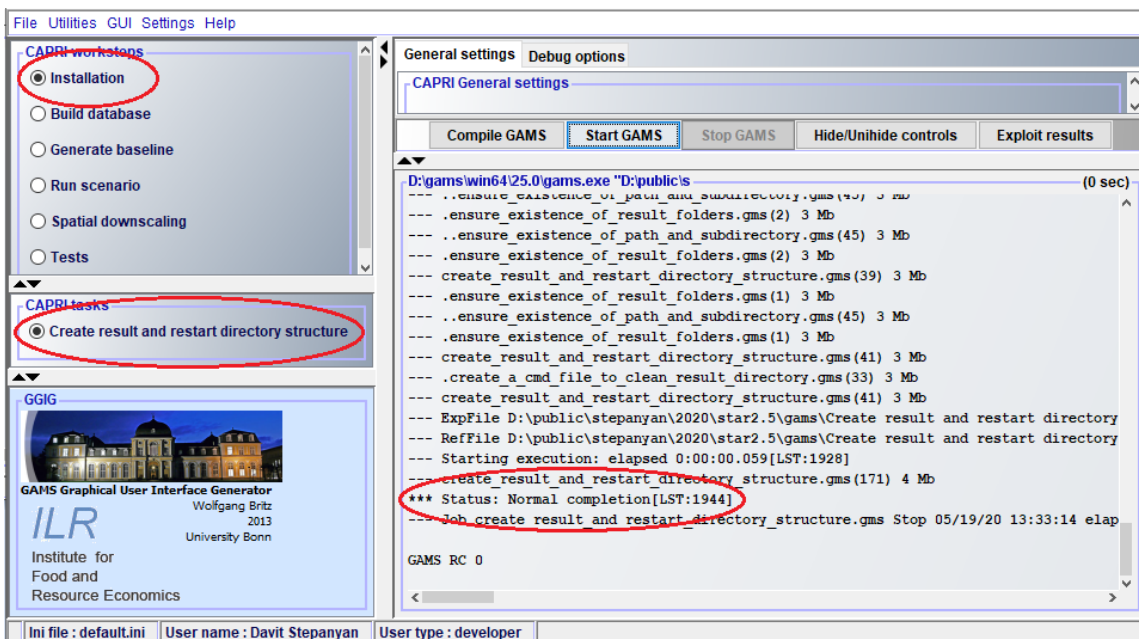 File Utilities GUI Settings Help
CAPRI worksteps
Installation
Build database
Generate baseline
Run scenario
Spatial downscaling
Tests
CAPRI tasks
Create result and restart directory structure
GGIG
GAMS Graphical User Interface Generator
Wolfgang Britz
2013
University Bonn
ILR
Institute for
Food and
Resource Economics
General settings Debug options
CAPRI General settings
Compile GAMS Start GAMS Stop GAMS Hide/Unihide controls Exploit results
D:\gams\win64\25.0\gams.exe "D:\public\s (0 sec)
--- ..ensure_existence_of_path_and_subdirectory.gms(45) 3 Mb
--- .ensure_existence_of_result_folders.gms(2) 3 Mb
--- ..ensure_existence_of_path_and_subdirectory.gms(45) 3 Mb
--- .ensure_existence_of_result_folders.gms(2) 3 Mb
--- create_result_and_restart_directory_structure.gms(39) 3 Mb
--- .ensure_existence_of_result_folders.gms(1) 3 Mb
--- ..ensure_existence_of_path_and_subdirectory.gms(45) 3 Mb
--- .ensure_existence_of_result_folders.gms(1) 3 Mb
--- create_result_and_restart_directory_structure.gms(41) 3 Mb
--- .create_a_cmd_file_to_clean_result_directory.gms(33) 3 Mb
--- create_result_and_restart_directory_structure.gms(41) 3 Mb
--- ExpFile D:\public\stepanyan\2020\star2.5\gams\Create result and restart directory
--- RefFile D:\public\stepanyan\2020\star2.5\gams\Create result and restart directory
--- Starting execution: elapsed 0:00:00.059[LST:1928]
--- create_result_and_restart_directory_structure.gms(171) 4 Mb
*** Status: Normal completion[LST:1944]
--- Job create_result_and_restart_directory_structure.gms Stop 05/19/20 13:33:14 elap
GAMS RC 0
Ini file : default.ini User name : Davit Stepanyan User type : developer